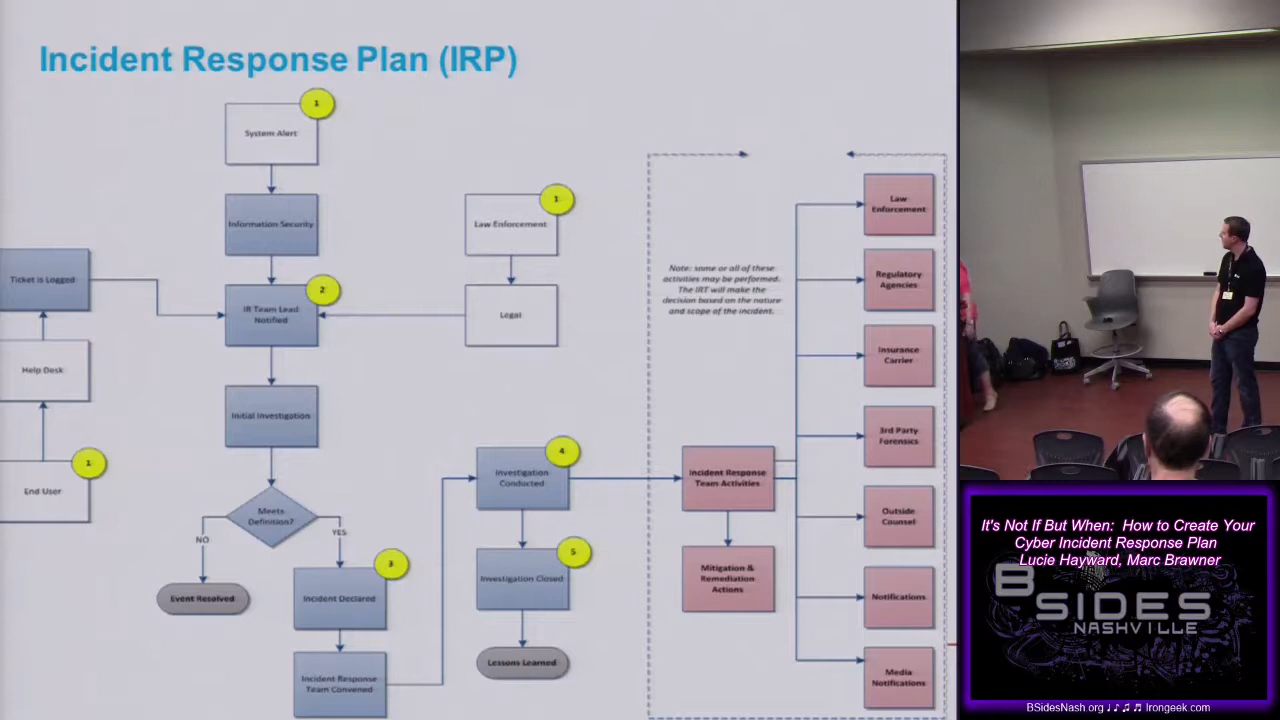 Incident Response Plan (IRP)
1
System Alert
Information Security
1
Law Enforcement
Ticket is Logged
2
IR Team Lead
Notified
Legal
Help Desk
Initial Investigation
1
End User
Meets
Definition?
NO
YES
Event Resolved
3
Incident Declared
Incident Response
Team Convened
4
Investigation
Conducted
5
Investigation Closed
Lessons Learned
Note: some or all of these
activities may be performed.
The IRT will make the
decision based on the nature
and scope of the incident.
Incident Response
Team Activities
Mitigation &
Remediation
Actions
Law
Enforcement
Regulatory
Agencies
Insurance
Carrier
3rd Party
Forensics
Outside
Counsel
Notifications
Media
Notifications
It's Not If But When: How to Create Your
Cyber Incident Response Plan
Lucie Hayward, Marc Brawner
BSIDES
NASHVILLE
BSidesNash.org ♩♪♫♬ Irongeek.com